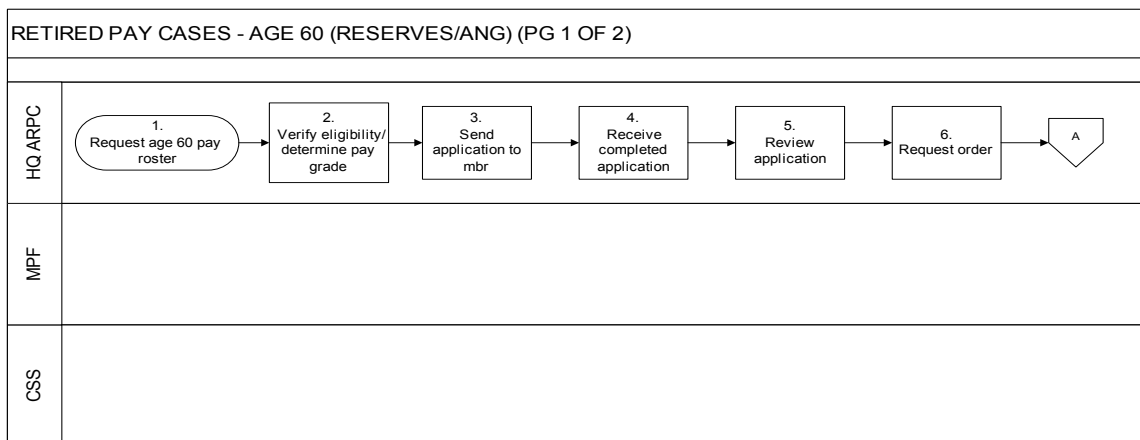 RETIRED PAY CASES - AGE 60 (RESERVES/ANG) (PG 1 OF 2)
HQ ARPC
1.
Request age 60 pay
roster
2.
Verify eligibility/
determine pay
grade
3.
Send
application to
mbr
4.
Receive
completed
application
5.
Review
application
6.
Request order
A
MPF
CSS